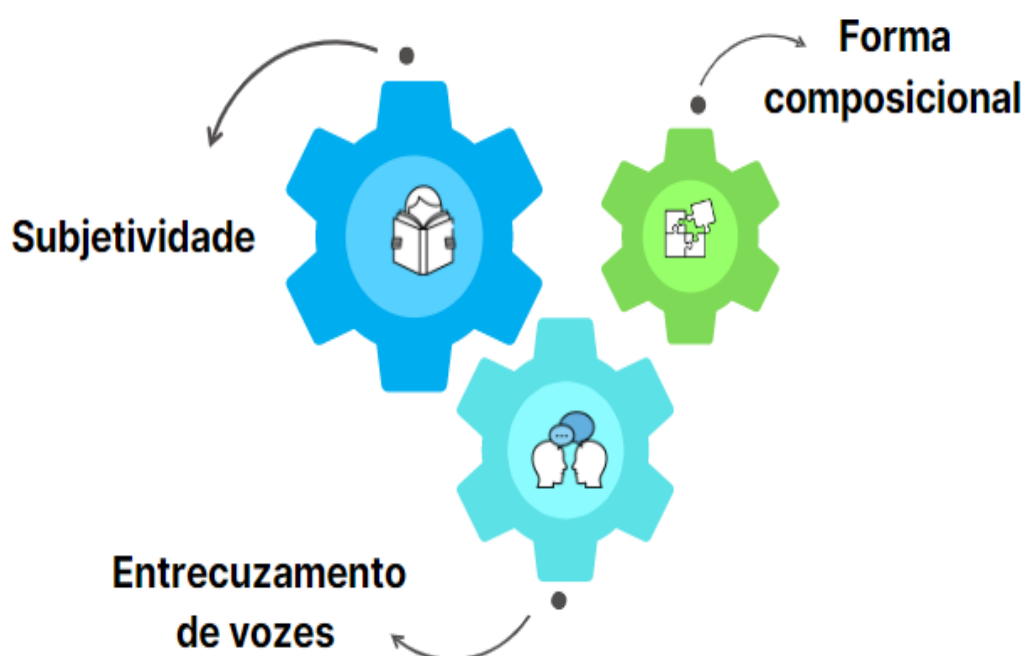 Forma
composicional
Subjetividade
Entrecuzamento
de vozes